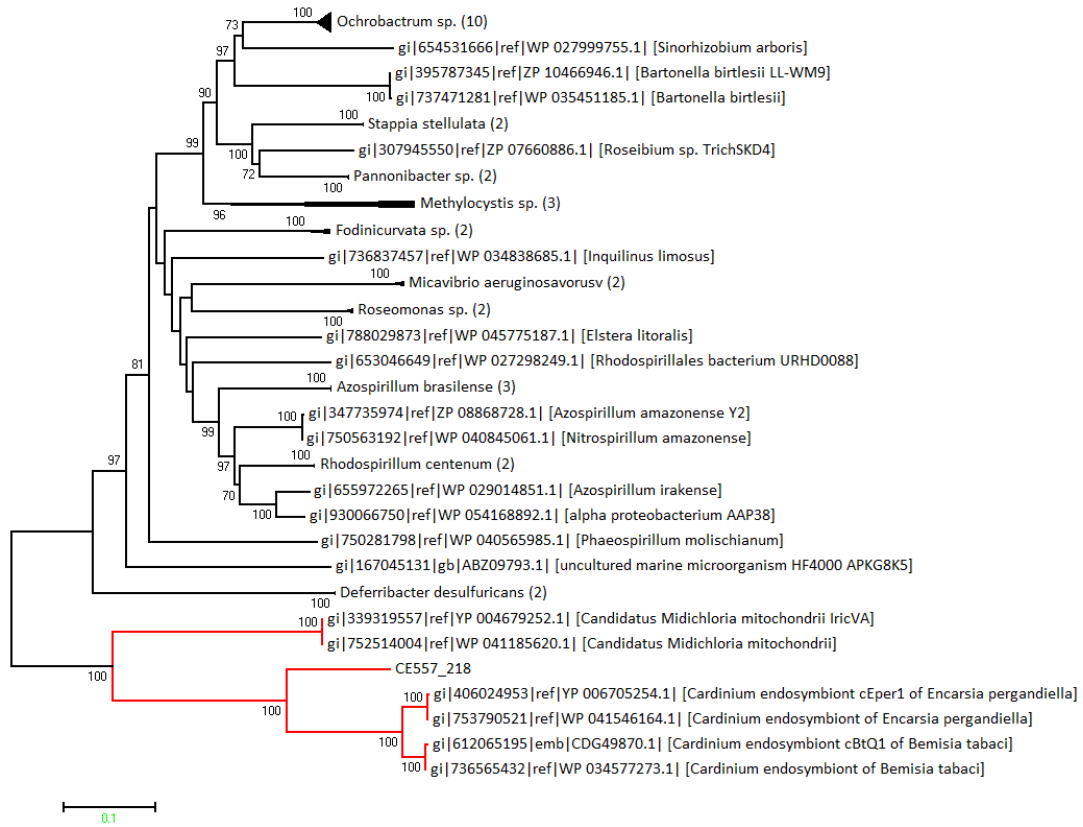 100
Ochrobactrum sp. (10)
73
gi|654531666|ref|WP 027999755.1| [Sinorhizobium arboris]
97
gi|395787345|ref|ZP 10466946.1| [Bartonella birtlesii LL-WM9]
100
gi|737471281|ref|WP 035451185.1| [Bartonella birtlesii]
90
100
Stappia stellulata (2)
99
100
gi|307945550|ref|ZP 07660886.1| [Roseibium sp. TrichSKD4]
72
Pannonibacter sp. (2)
100
Methylocystis sp. (3)
96
100
Fodinicurvata sp. (2)
gi|736837457|ref|WP 034838685.1| [Inquilinus limosus]
100
Micavibrio aeruginosavorusv (2)
Roseomonas sp. (2)
100
gi|788029873|ref|WP 045775187.1| [Elstera litoralis]
81
gi|653046649|ref|WP 027298249.1| [Rhodospirillales bacterium URHD0088]
100
Azospirillum brasilense (3)
100
gi|347735974|ref|ZP 08868728.1| [Azospirillum amazonense Y2]
99
gi|750563192|ref|WP 040845061.1| [Nitrospirillum amazonense]
97
97
100
Rhodospirillum centenum (2)
70
gi|655972265|ref|WP 029014851.1| [Azospirillum irakense]
100
gi|930066750|ref|WP 054168892.1| [alpha proteobacterium AAP38]
gi|750281798|ref|WP 040565985.1| [Phaeospirillum molischianum]
gi|167045131|gb|ABZ09793.1| [uncultured marine microorganism HF4000 APKG8K5]
Deferribacter desulfuricans (2)
100
gi|339319557|ref|YP 004679252.1| [Candidatus Midichloria mitochondrii IricVA]
100
gi|752514004|ref|WP 041185620.1| [Candidatus Midichloria mitochondrii]
100
CE557_218
100
100
gi|406024953|ref|YP 006705254.1| [Cardinium endosymbiont cEper1 of Encarsia pergandiella]
gi|753790521|ref|WP 041546164.1| [Cardinium endosymbiont of Encarsia pergandiella]
100
gi|612065195|emb|CDG49870.1| [Cardinium endosymbiont cBtQ1 of Bemisia tabaci]
100
gi|736565432|ref|WP 034577273.1| [Cardinium endosymbiont of Bemisia tabaci]
0.1